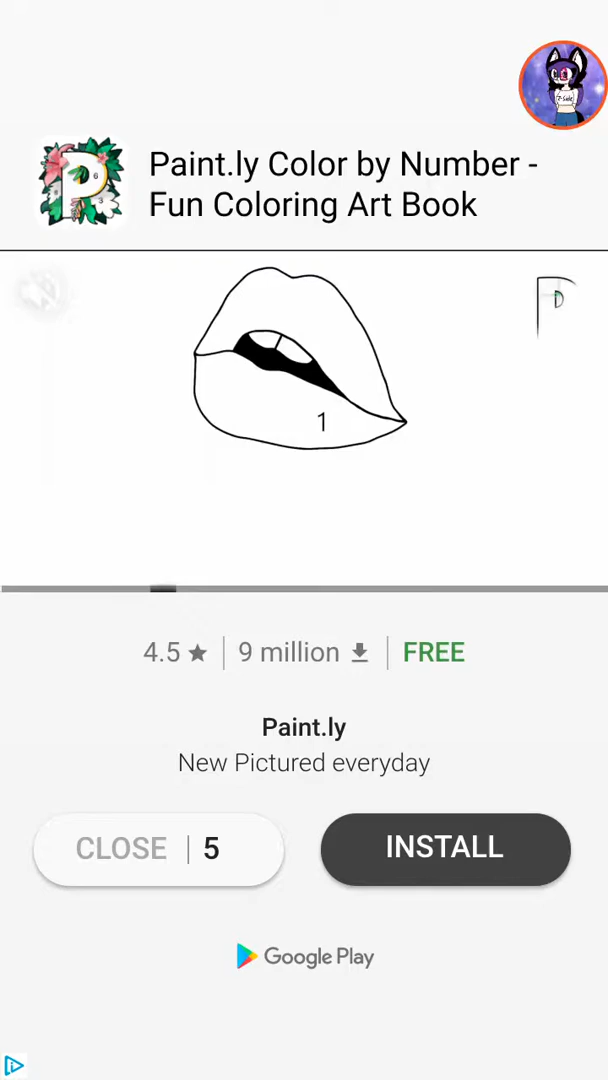 Paint.ly Color by Number -
Fun Coloring Art Book
P
1
4.5 | 9 million | FREE
Paint.ly
New Pictured everyday
CLOSE | 5
INSTALL
Google Play